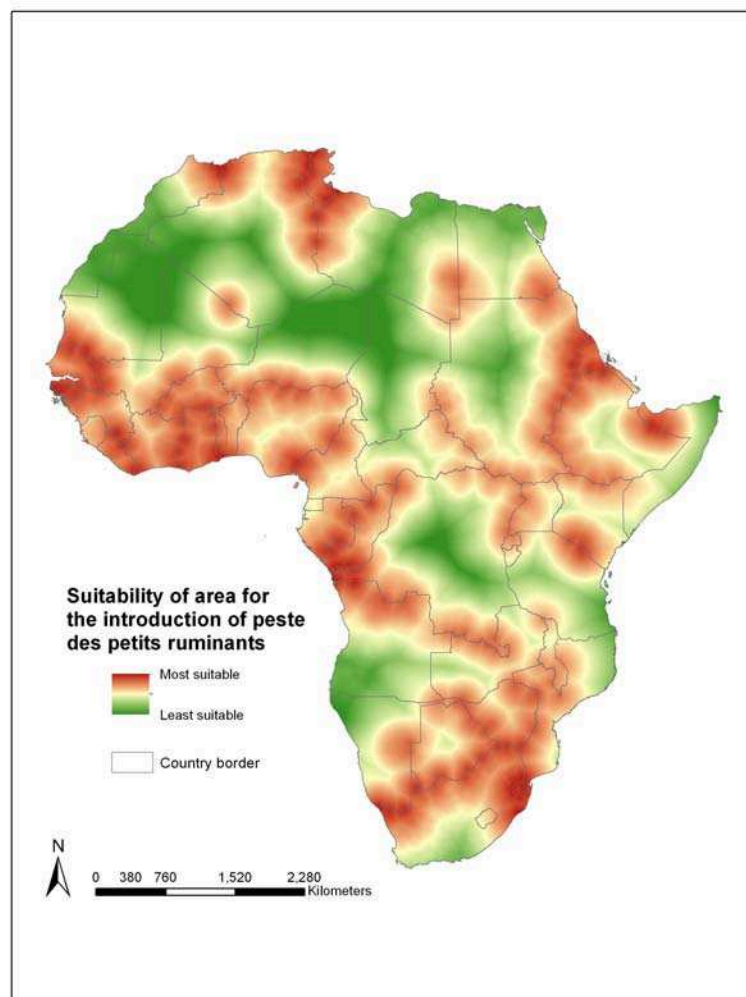 Suitability of area for
the introduction of peste
des petits ruminants
Most suitable
Least suitable
Country border
N
0 380 760 1,520 2,280
Kilometers